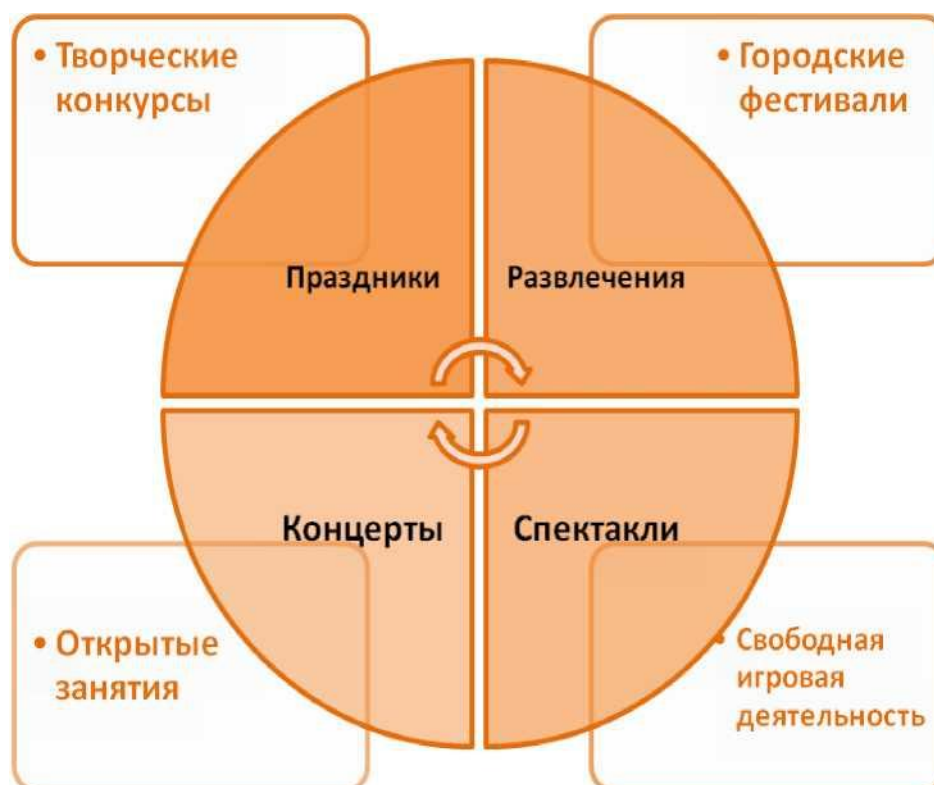 • Творческие
конкурсы
• Городские
фестивали
Праздники
Развлечения
Концерты
Спектакли
• Открытые
занятия
• Свободная
игровая
деятельность